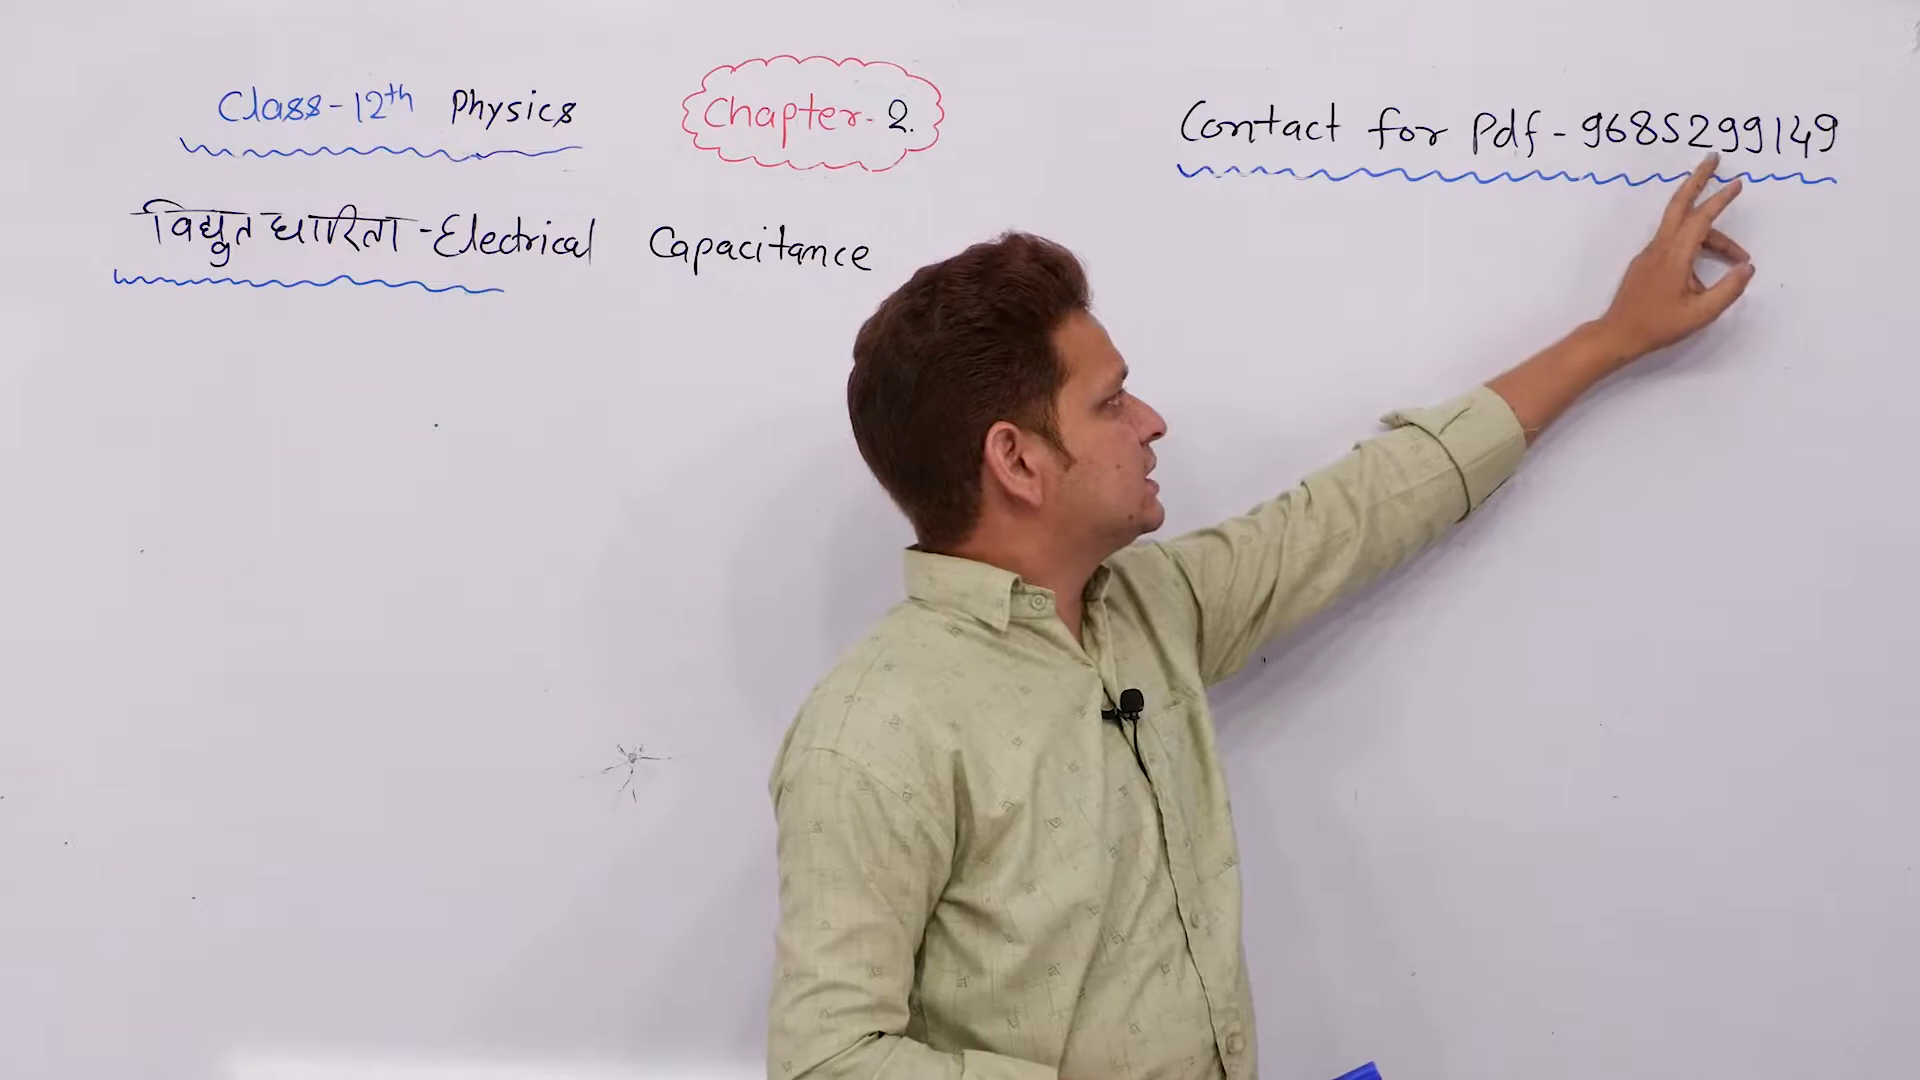 Class-12th Physics
Chapter-2.
Contact for Pdf-9685299149
विद्युत धारिता-Electrical Capacitance